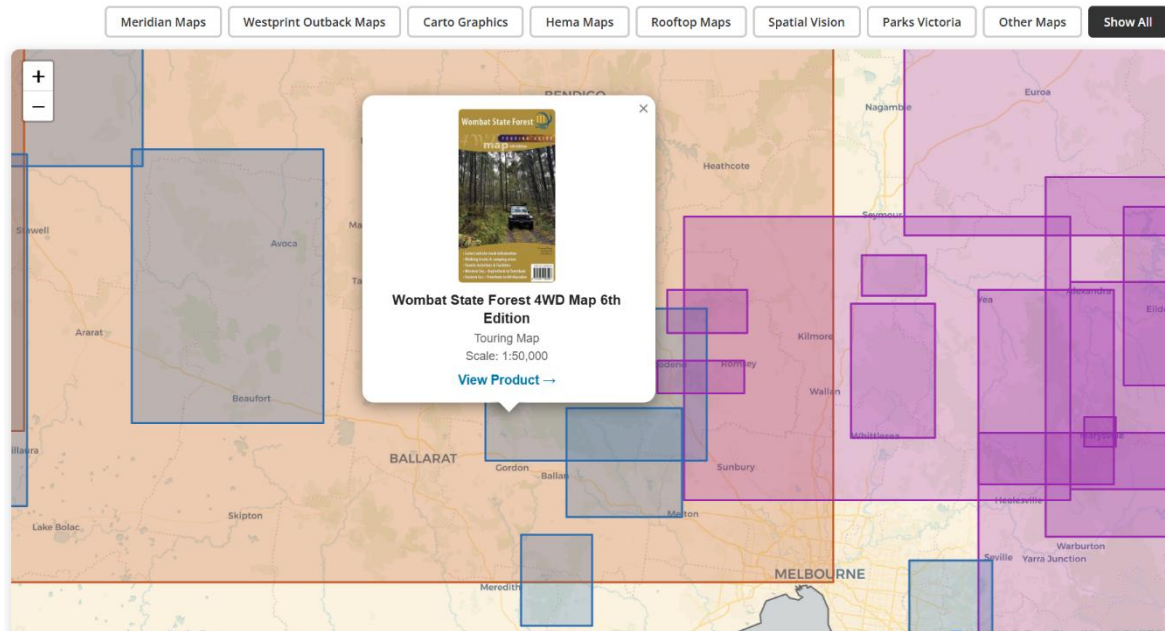 Meridian Maps
Westprint Outback Maps
Carto Graphics
Hema Maps
Rooftop Maps
Spatial Vision
Parks Victoria
Other Maps
Show All
+
−
×
BENDIGO
Nagambie
Euroa
Heathcote
Seymour
Stawell
Avoca
Ararat
Beaufort
Wombat State Forest
map
Wombat State Forest 4WD Map 6th
Edition
Touring Map
Scale: 1:50,000
View Product →
Yea
Alexandra
Kilmore
Romsey
Wallan
Whittlesea
Marysville
BALLARAT
Gordon
Ballan
Sunbury
Melton
Healesville
Lake Bolac
Skipton
Meredith
MELBOURNE
Seville
Yarra Junction
Warburton